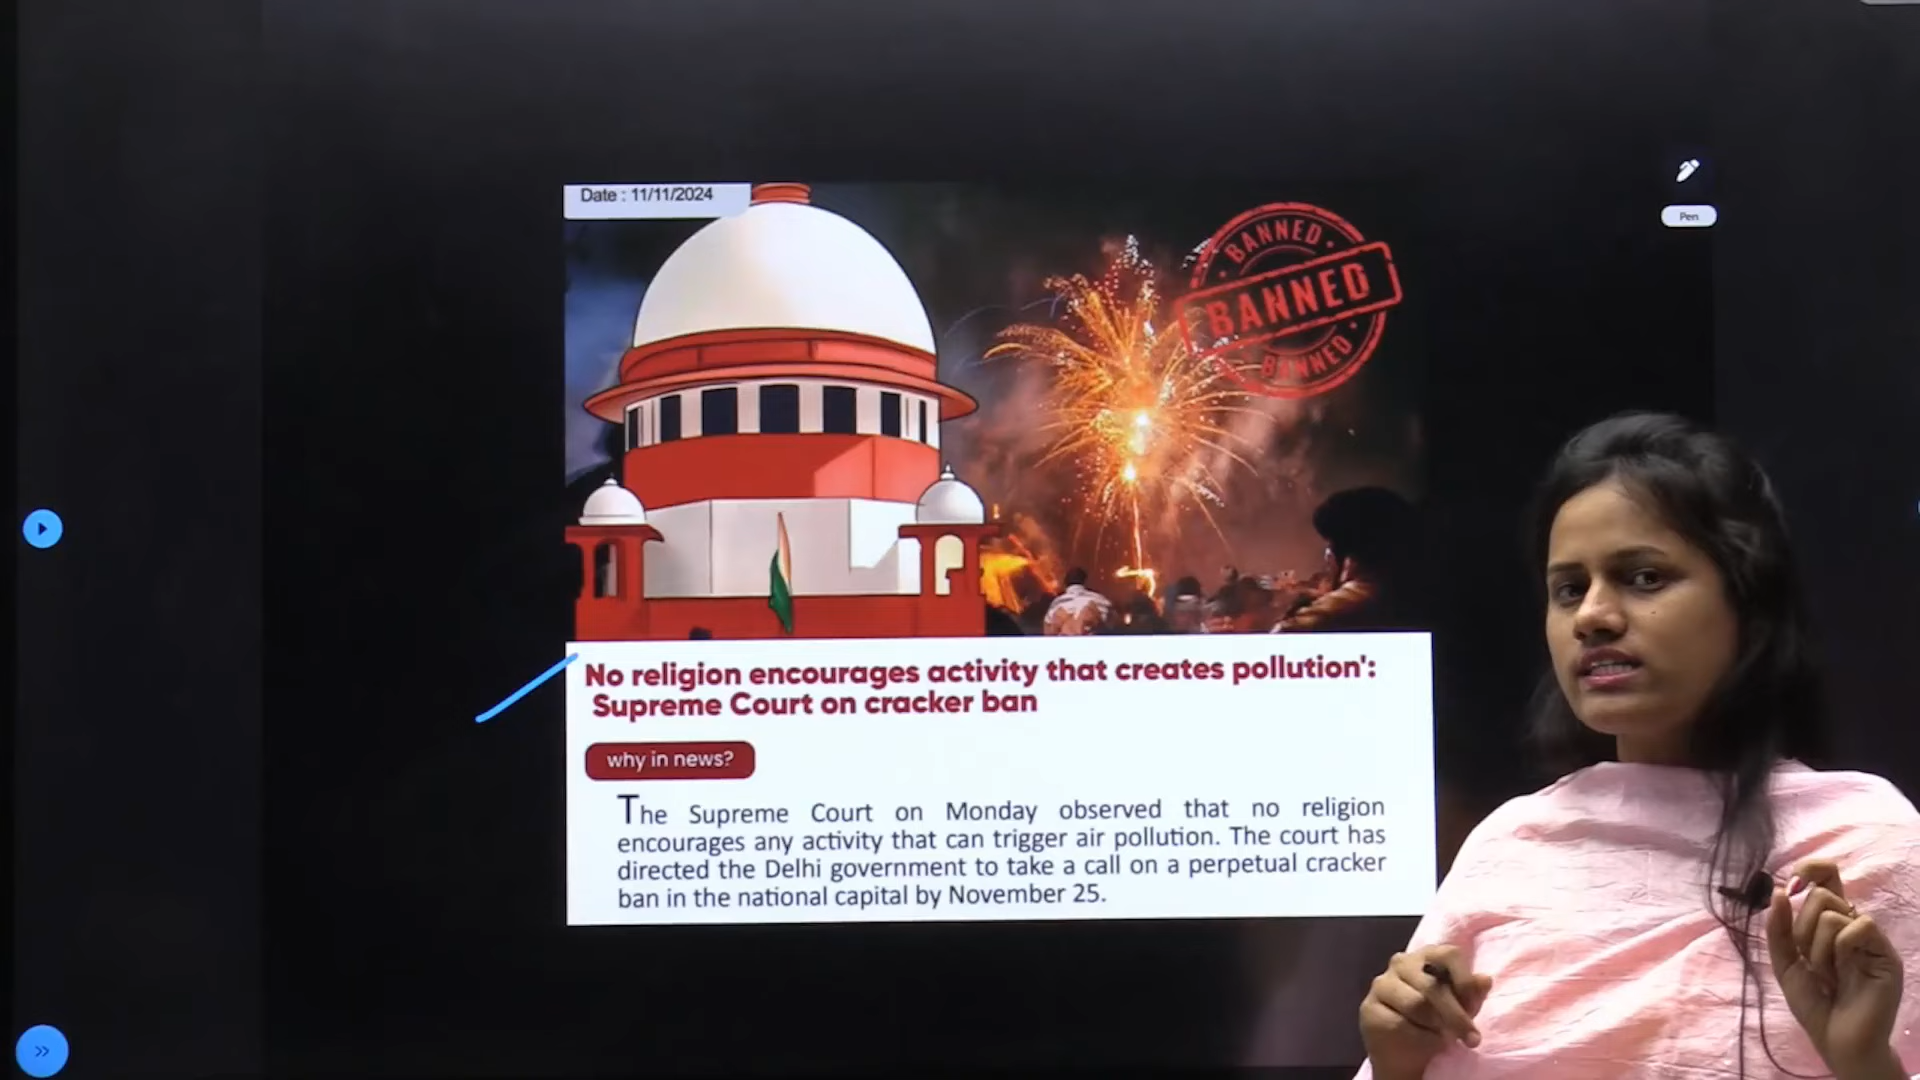 Date : 11/11/2024
BANNED
BANNED
BANNED
Pen
No religion encourages activity that creates pollution':
Supreme Court on cracker ban
why in news?
The Supreme Court on Monday observed that no religion
encourages any activity that can trigger air pollution. The court has
directed the Delhi government to take a call on a perpetual cracker
ban in the national capital by November 25.